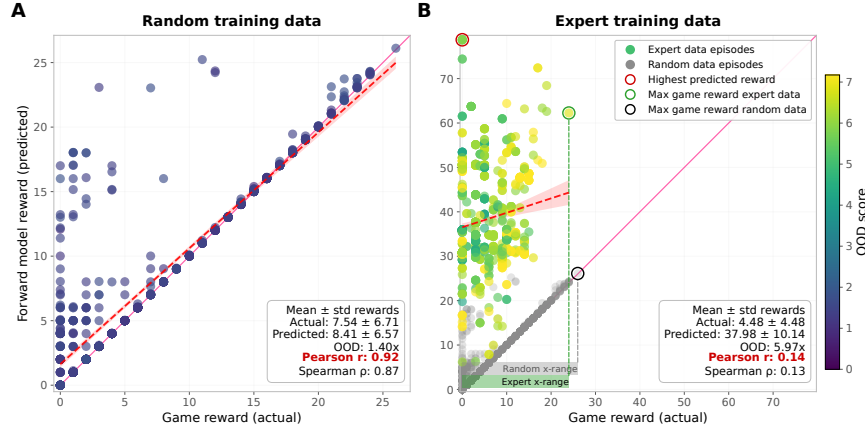 A
Random training data
Forward model reward (predicted)
25
20
15
10
5
0
0
5
10
15
20
25
Game reward (actual)
Mean ± std rewards
Actual: 7.54 ± 6.71
Predicted: 8.41 ± 6.57
OOD: 1.40x
Pearson r: 0.92
Spearman ρ: 0.87
B
Expert training data
70
60
50
40
30
20
10
0
0
10
20
30
40
50
60
70
Game reward (actual)
Expert data episodes
Random data episodes
Highest predicted reward
Max game reward expert data
Max game reward random data
Mean ± std rewards
Actual: 4.48 ± 4.48
Predicted: 37.98 ± 10.14
OOD: 5.97x
Pearson r: 0.14
Spearman ρ: 0.13
Random x-range
Expert x-range
7
6
5
4
3
2
1
0
OOD score